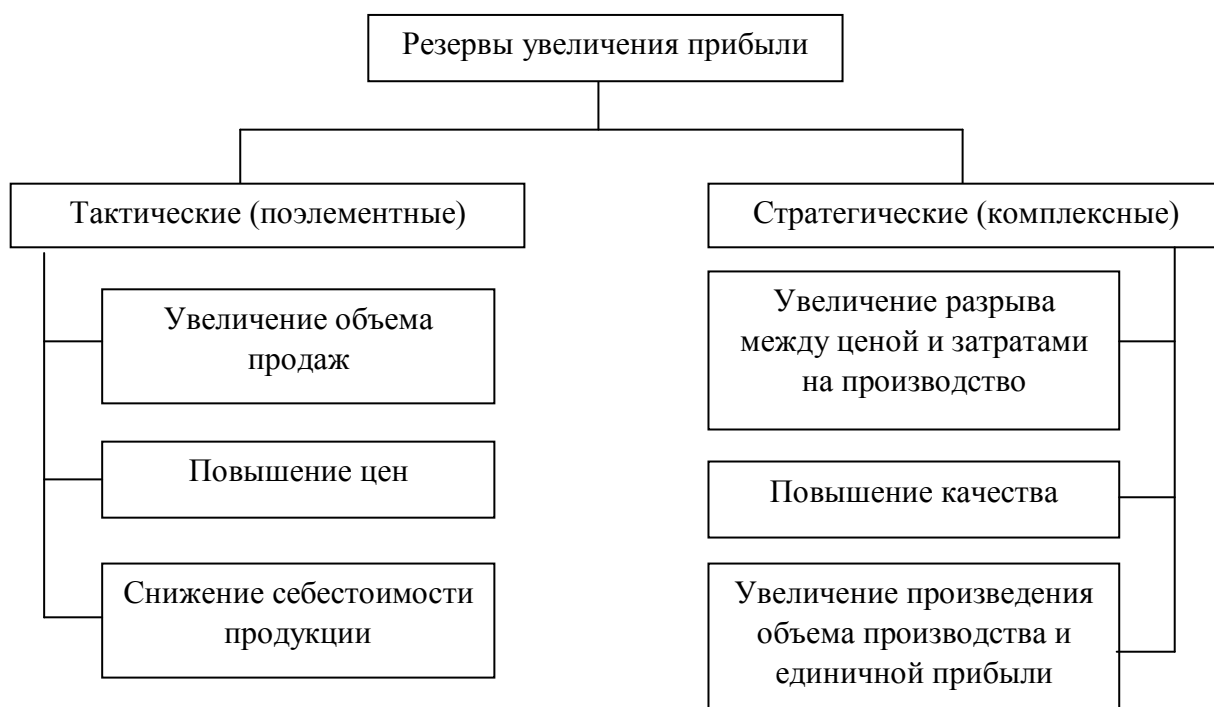 Резервы увеличения прибыли
Тактические (поэлементные)
Увеличение объема
продаж
Повышение цен
Снижение себестоимости
продукции
Стратегические (комплексные)
Увеличение разрыва
между ценой и затратами
на производство
Повышение качества
Увеличение произведения
объема производства и
единичной прибыли